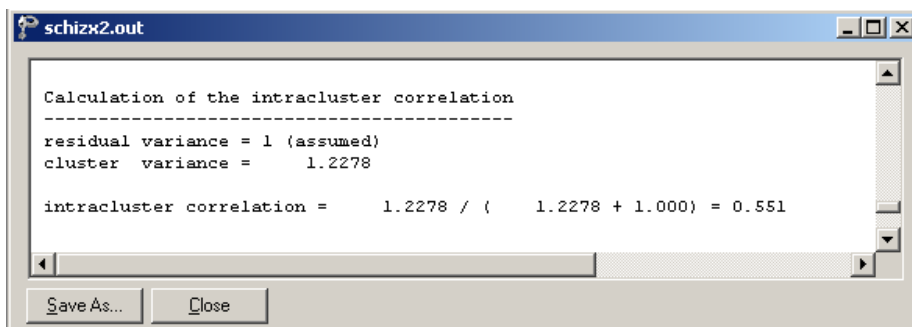 schizx2.out
Calculation of the intracluster correlation
-------------------------------------------
residual variance = 1 (assumed)
cluster  variance =     1.2278
intracluster correlation =     1.2278 / (    1.2278 + 1.000) = 0.551
Save As... Close